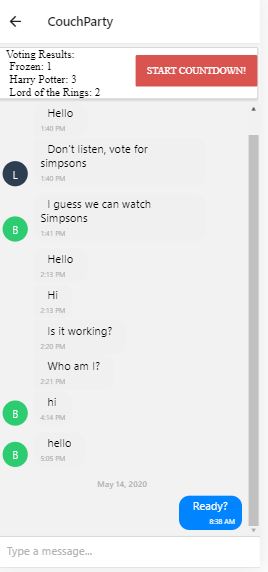 CouchParty
Voting Results:
Frozen: 1
Harry Potter: 3
Lord of the Rings: 2
START COUNTDOWN!
Hello
1:40 PM
Don't listen, vote for
simpsons
1:40 PM
L
I guess we can watch
Simpsons
1:41 PM
B
Hello
2:13 PM
Hi
2:13 PM
Is it working?
2:20 PM
Who am I?
2:21 PM
hi
4:14 PM
B
hello
5:05 PM
B
May 14, 2020
Ready?
8:38 AM
Type a message...